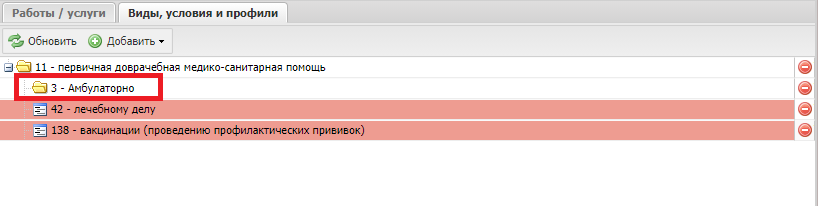 Работы / услуги
Виды, условия и профили
Обновить
Добавить
11 - первичная доврачебная медико-санитарная помощь
3 - Амбулаторно
42 - лечебному делу
138 - вакцинации (проведению профилактических прививок)